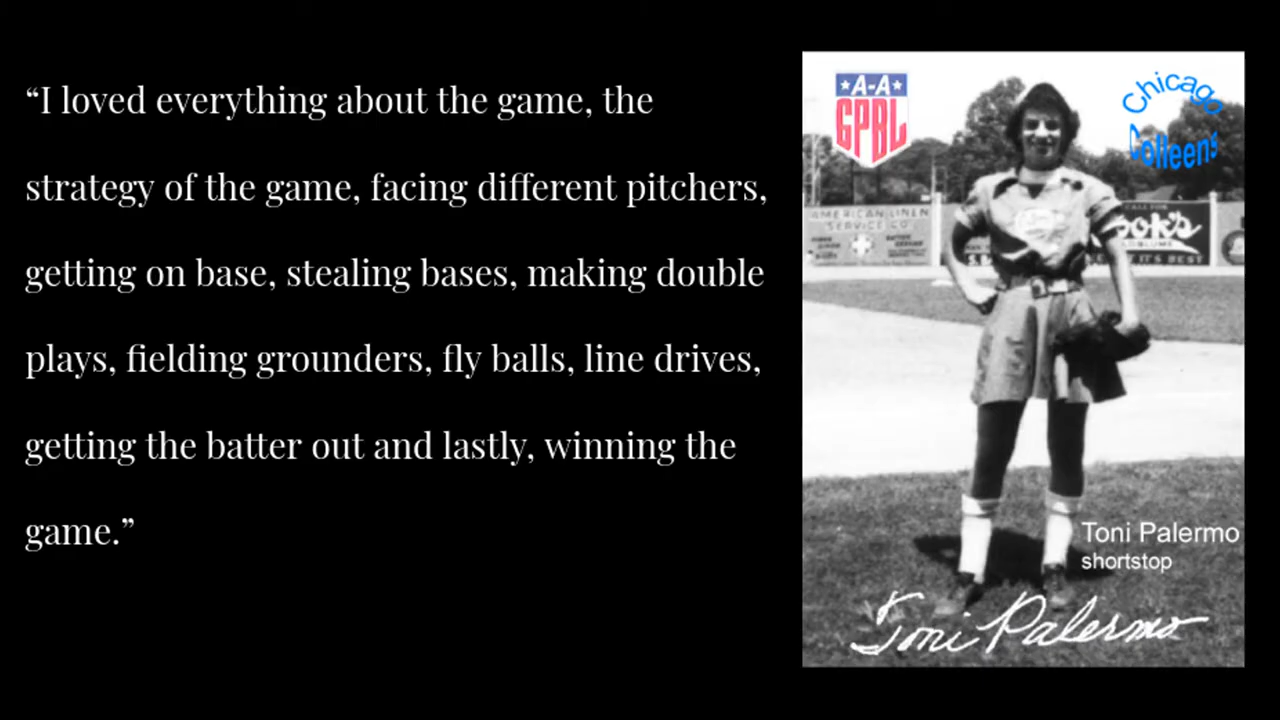 “I loved everything about the game, the
strategy of the game, facing different pitchers,
getting on base, stealing bases, making double
plays, fielding grounders, fly balls, line drives,
getting the batter out and lastly, winning the
game.”
A-A
GPBL
Chicago
Colleens
AMERICAN LINEN
SERVICE CO.
IT'S BEST
Toni Palermo
shortstop
Toni Palermo